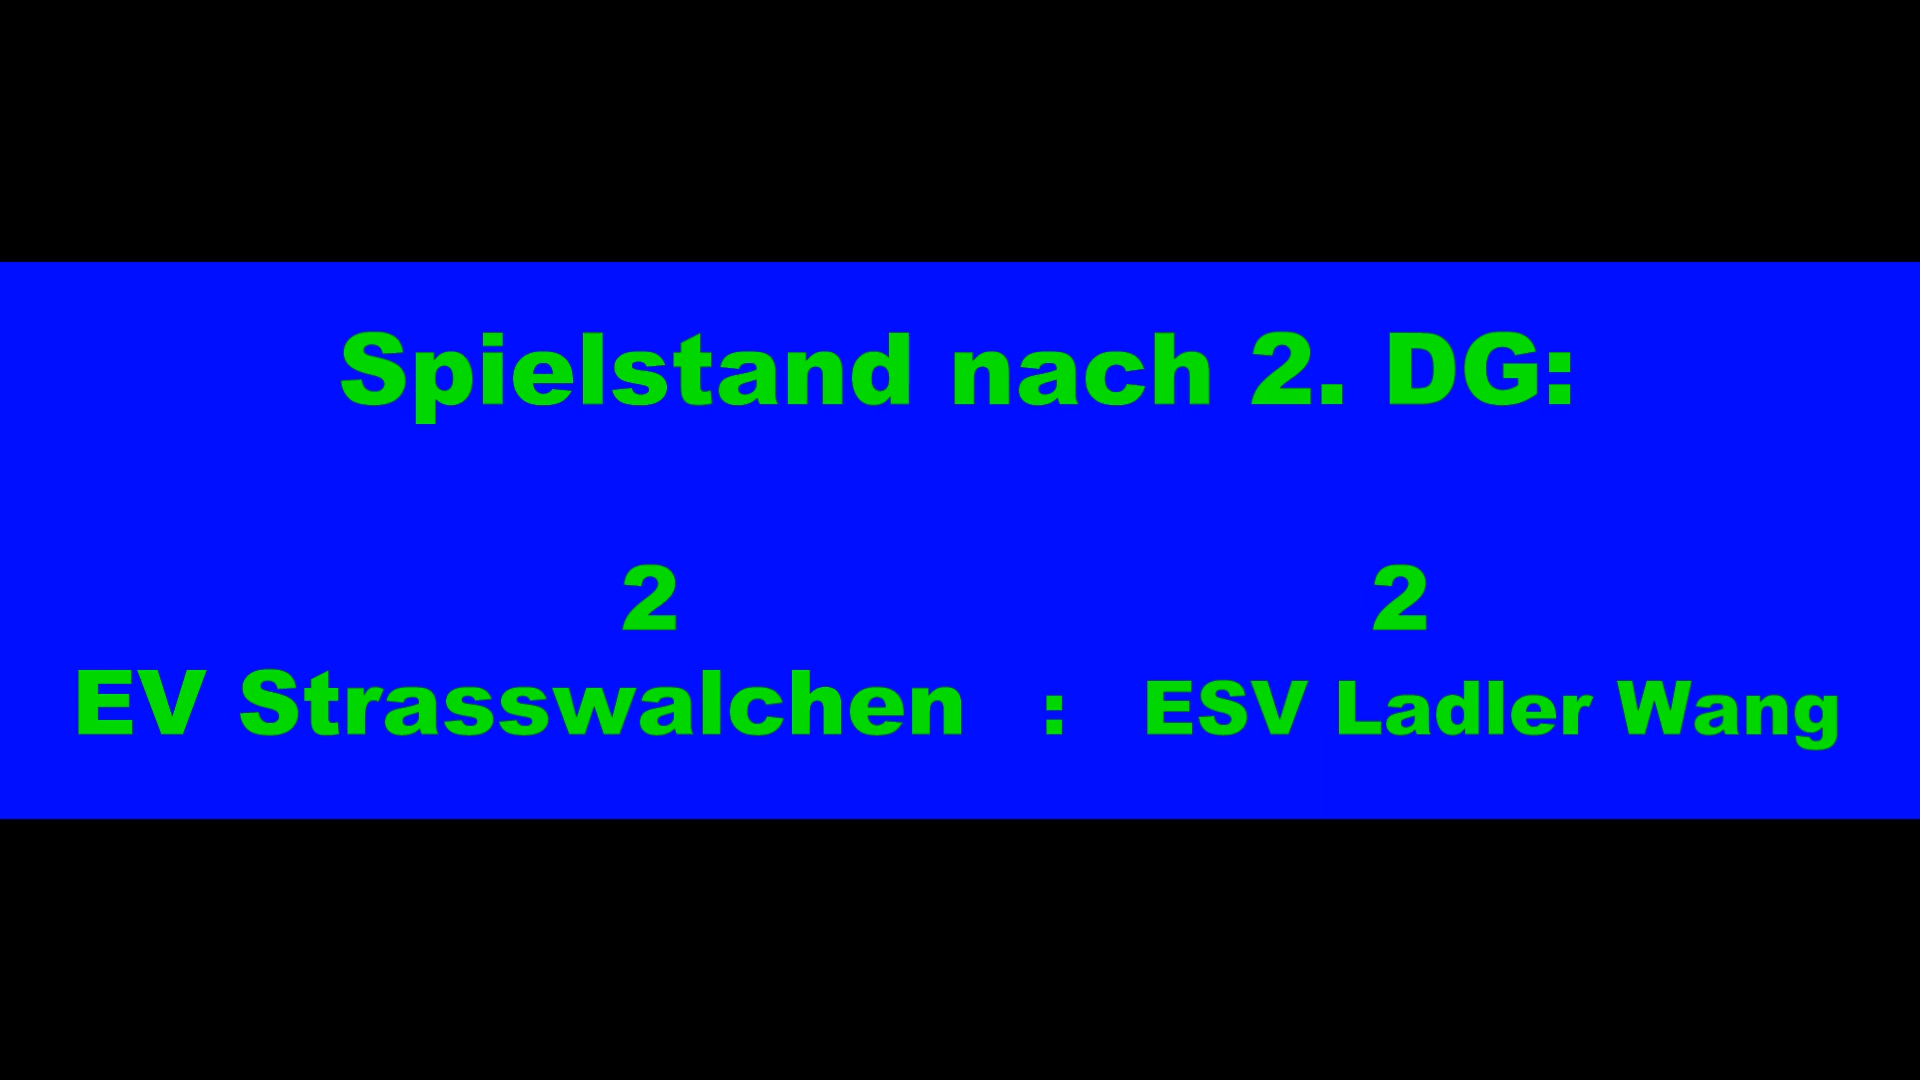 Spielstand nach 2. DG:
2 2
EV Strasswalchen : ESV Ladler Wang